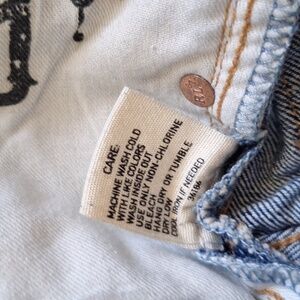 CARE:
MACHINE WASH COLD
WITH LIKE COLORS
WASH INSIDE OUT
USE ONLY NON-CHLORINE
BLEACH
HANG DRY OR TUMBLE
DRY LOW
COOL IRON IF NEEDED